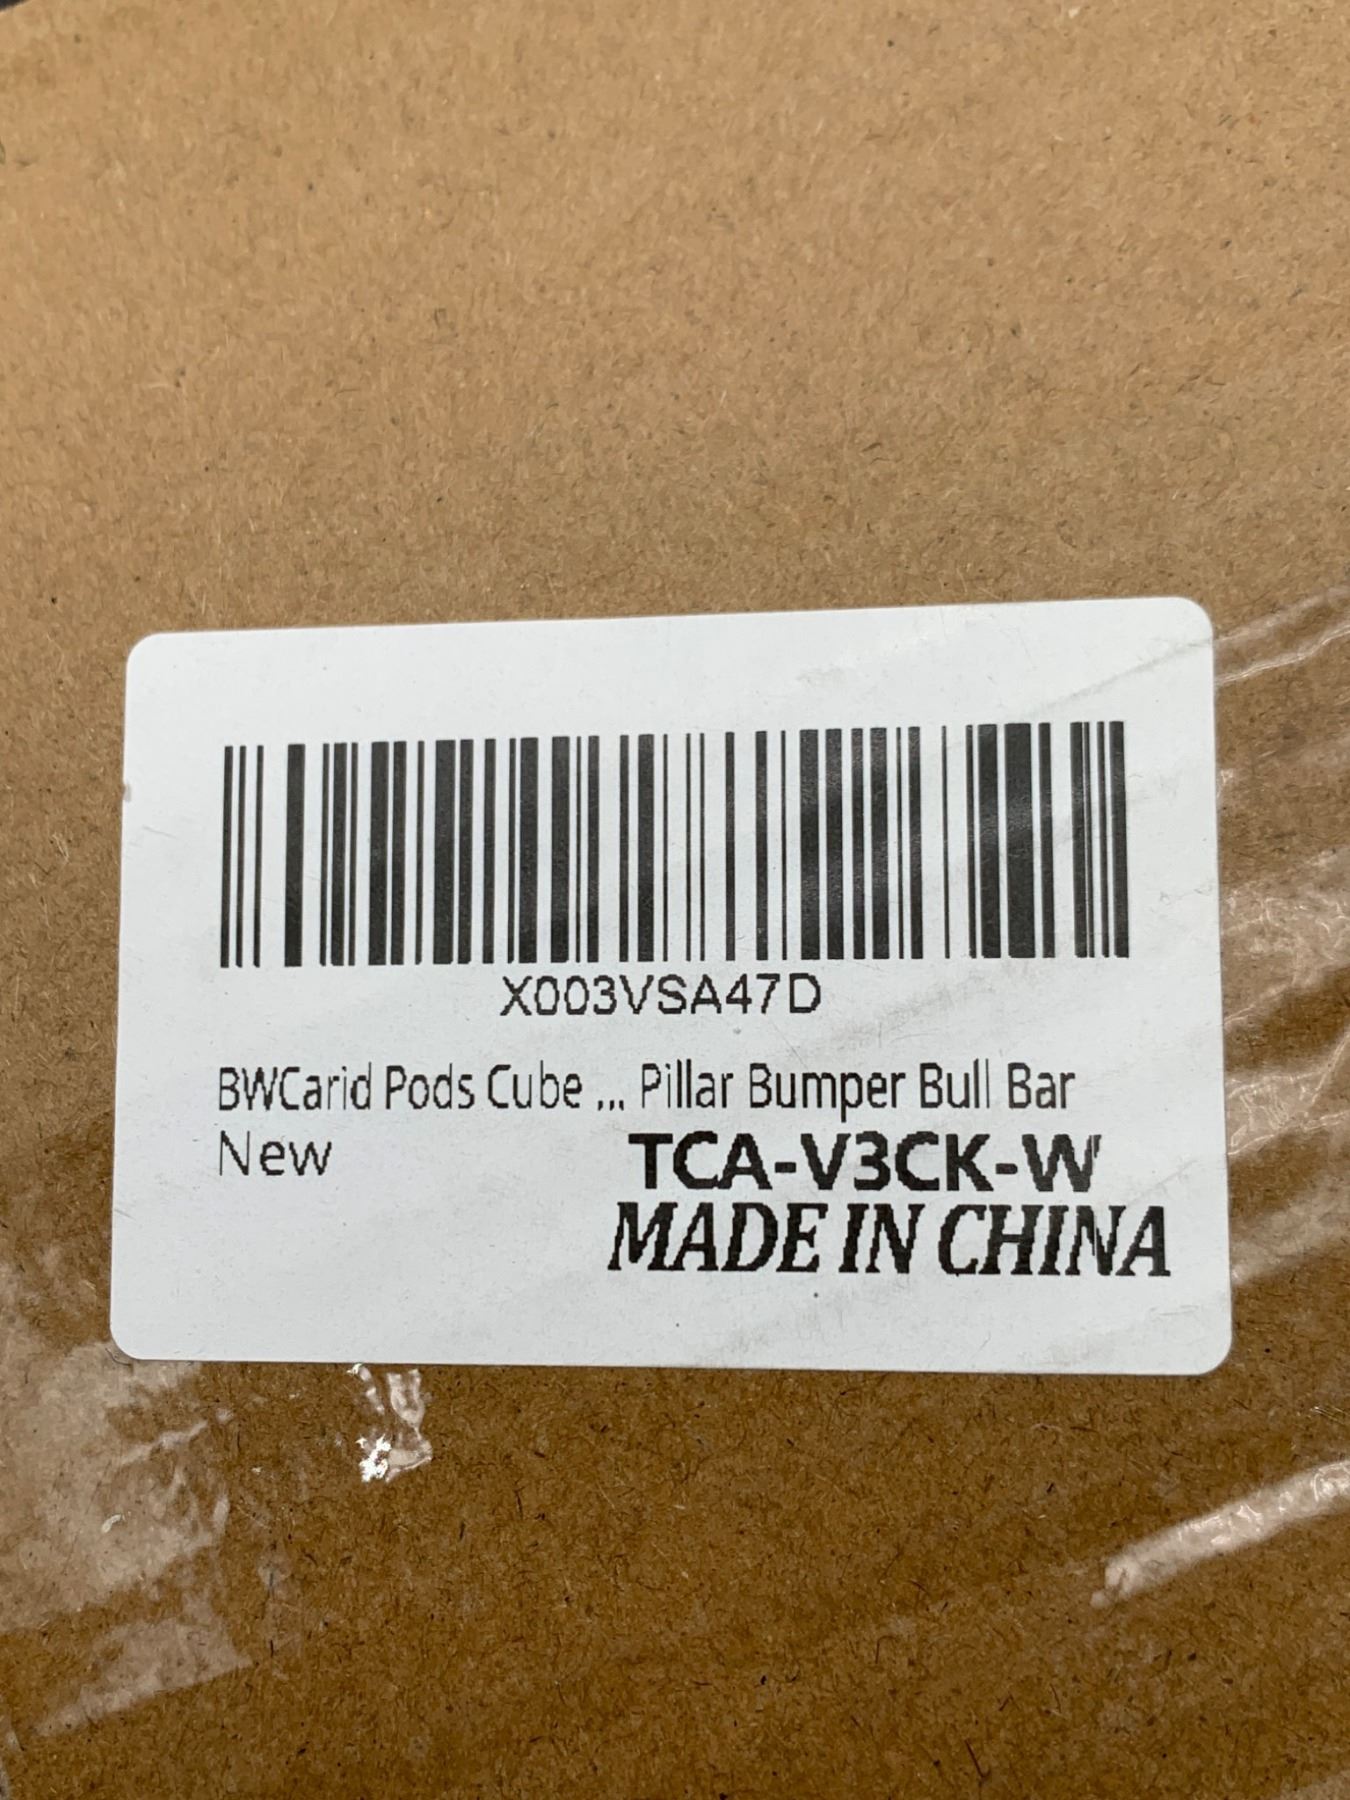 X003VSA47D
BWCarid Pods Cube ... Pillar Bumper Bull Bar
New
TCA-V3CK-W
MADE IN CHINA